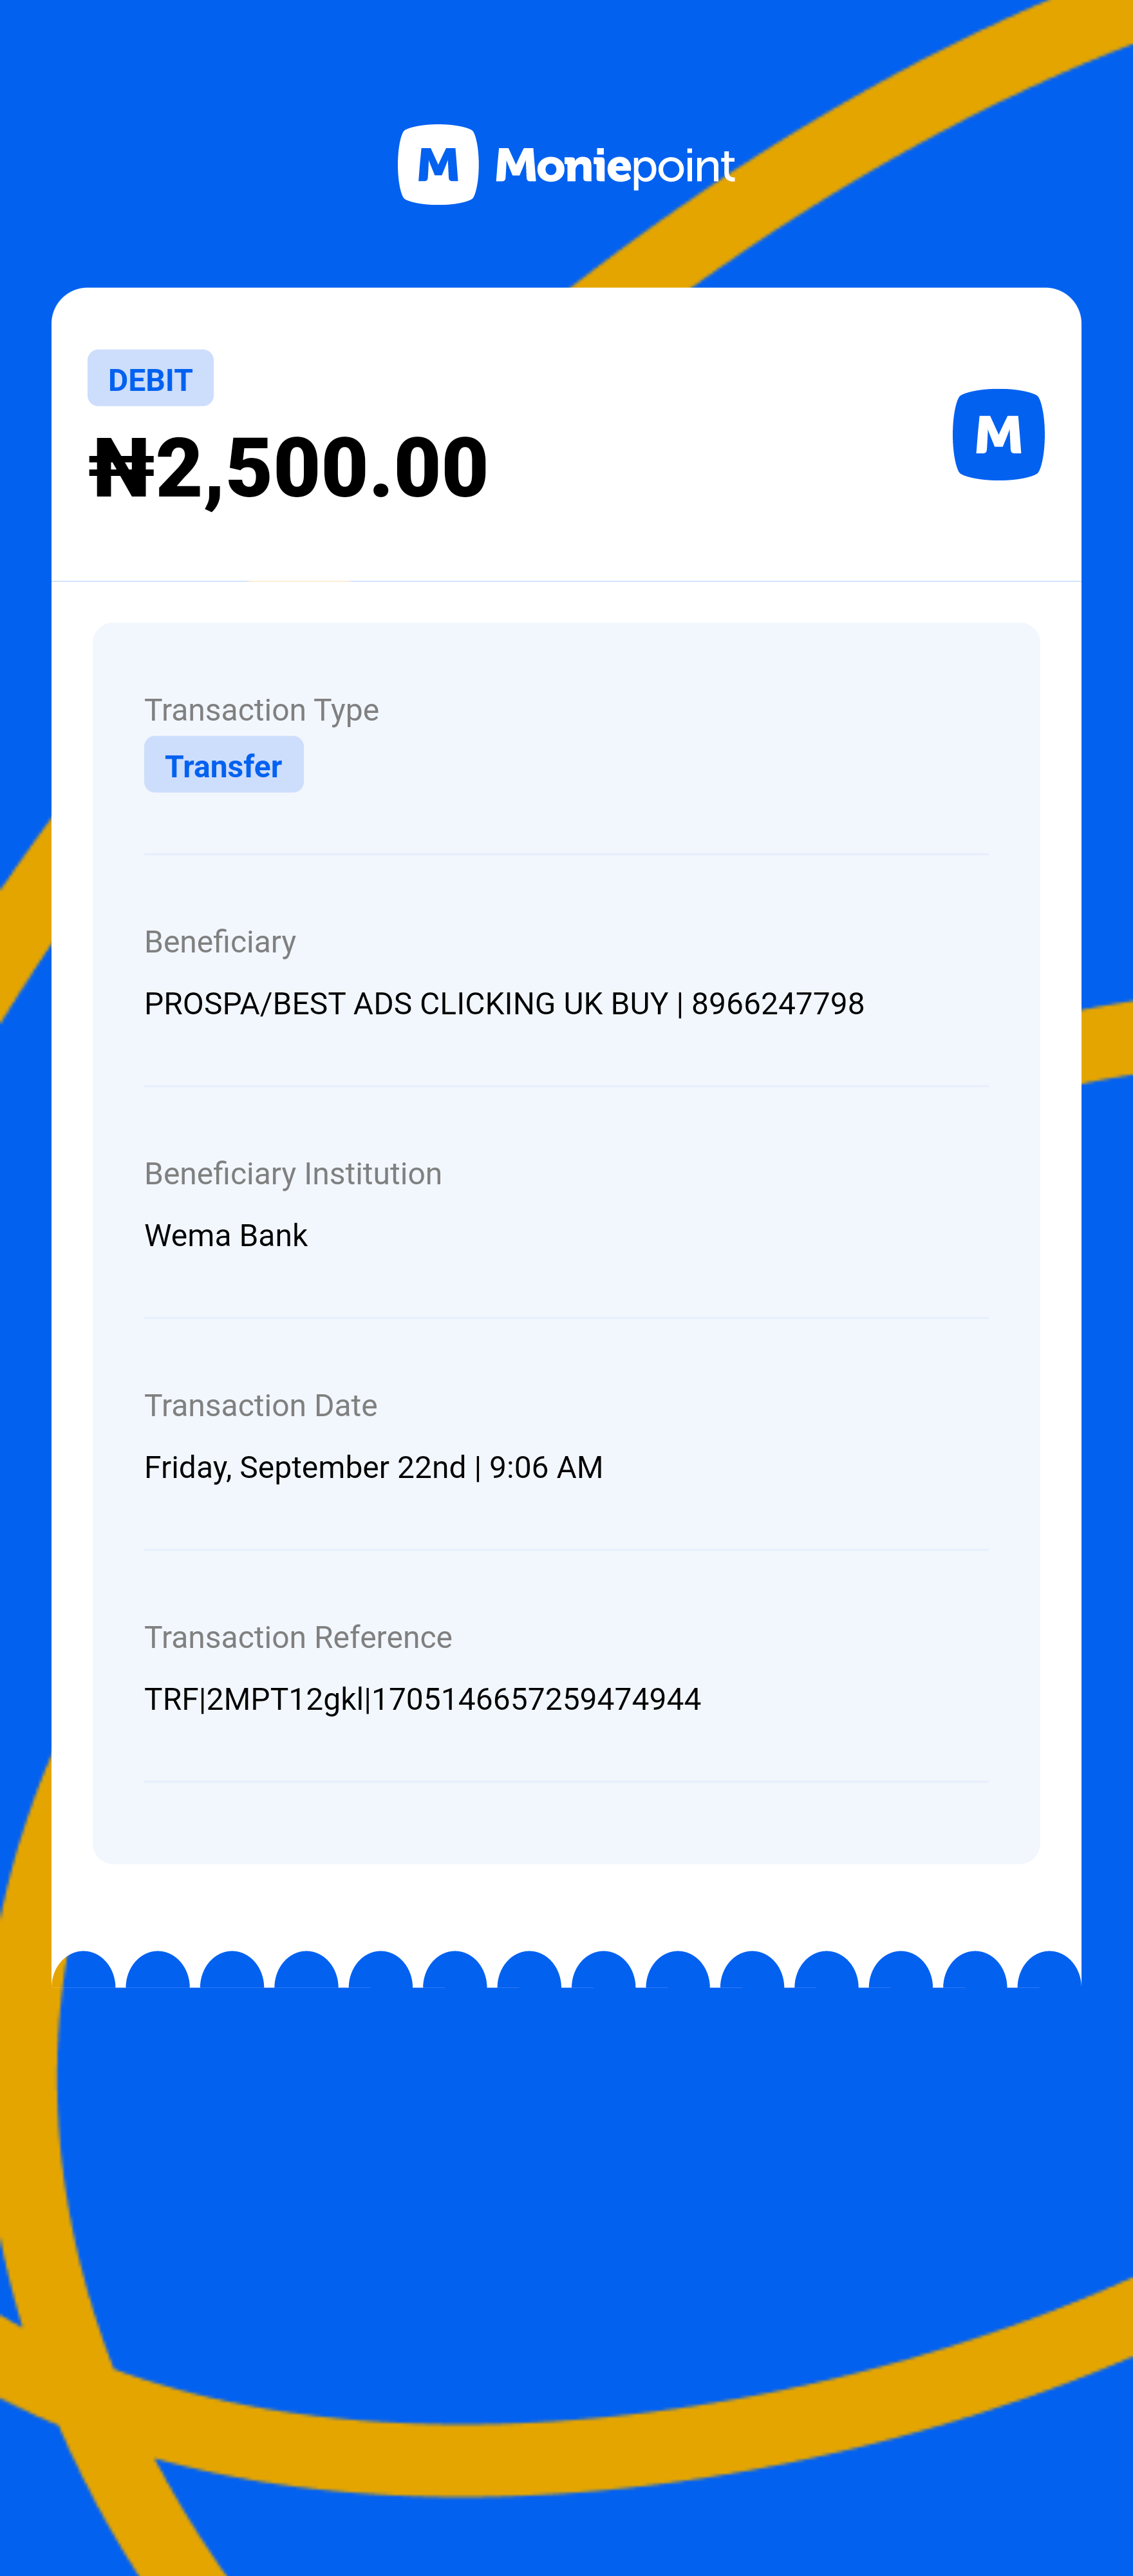 M Moniepoint
DEBIT
₦2,500.00
M
Transaction Type
Transfer
Beneficiary
PROSPA/BEST ADS CLICKING UK BUY | 8966247798
Beneficiary Institution
Wema Bank
Transaction Date
Friday, September 22nd | 9:06 AM
Transaction Reference
TRF|2MPT12gkl|1705146657259474944